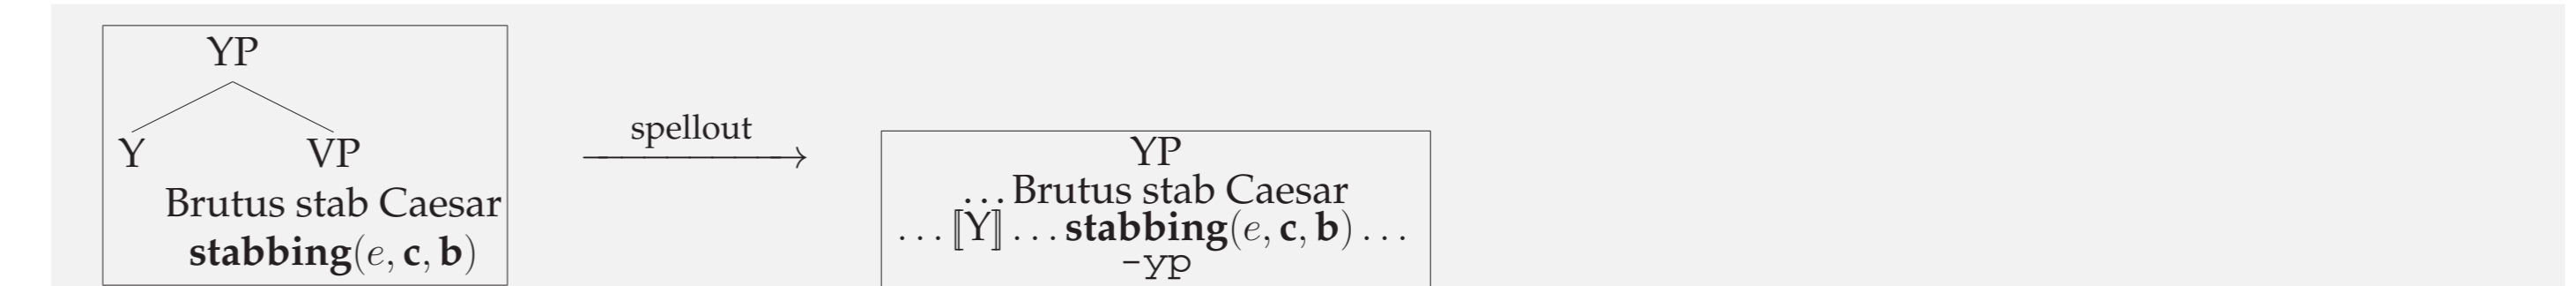 YP
Y VP
Brutus stab Caesar
stabbing(e, c, b)
spellout
YP
...Brutus stab Caesar
...⟦Y⟧...stabbing(e, c, b)...
-yp